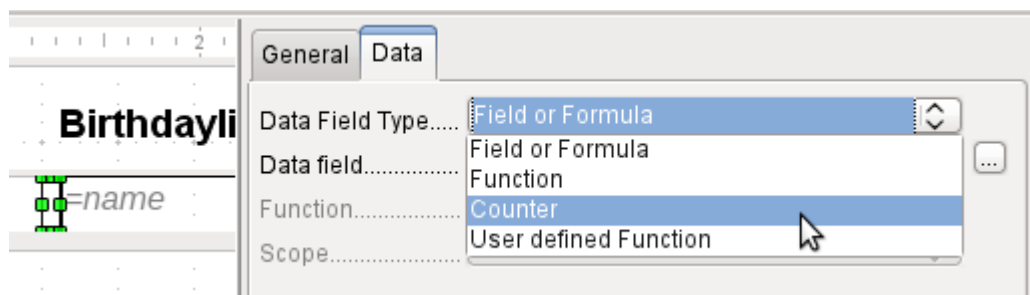 2
General Data
Birthdayli
Data Field Type..... Field or Formula
Field or Formula
Data field................. ...
Function
=name
Function.................. Counter
User defined Function
Scope......................